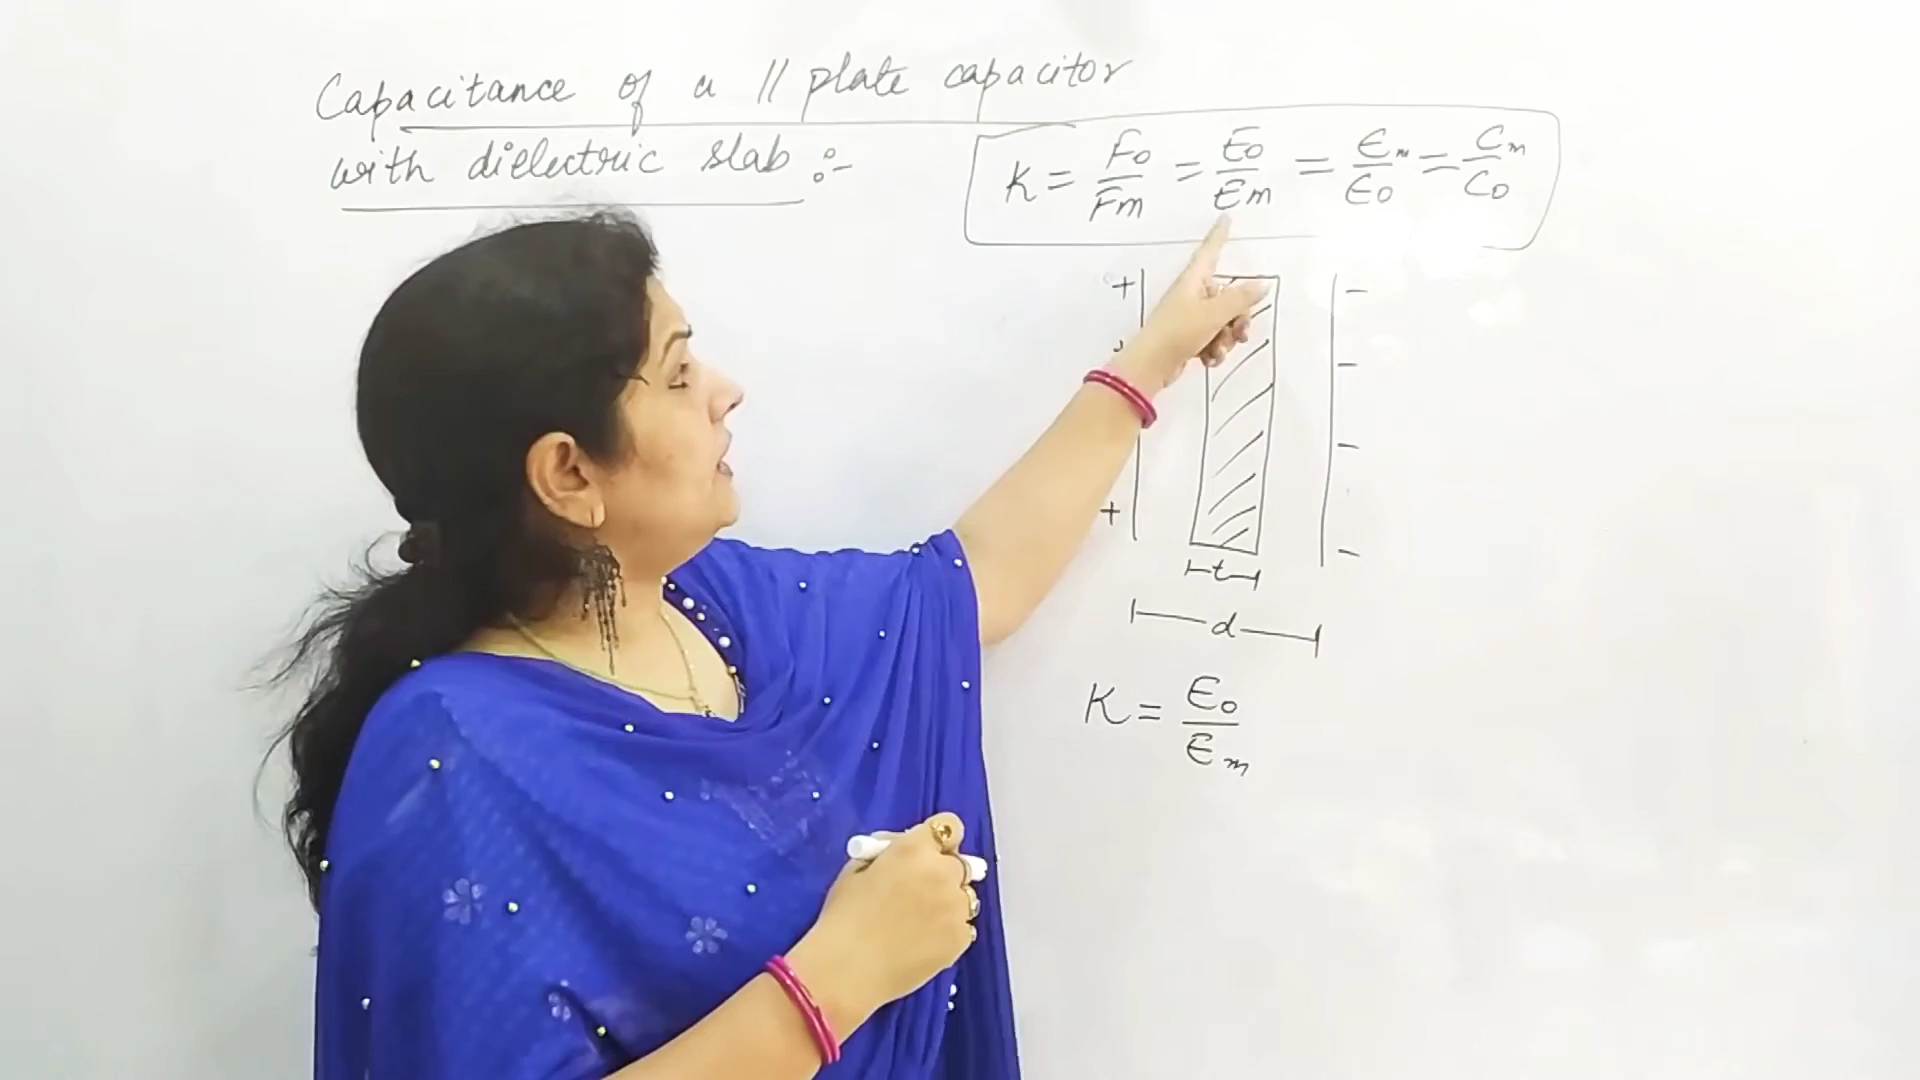 Capacitance of a // plate capacitor
with dielectric slab :-
K = F0/Fm = E0/Em = ϵm/ϵ0 = Cm/C0
+ -
-
-
+ -
t
d
K = E0/Em